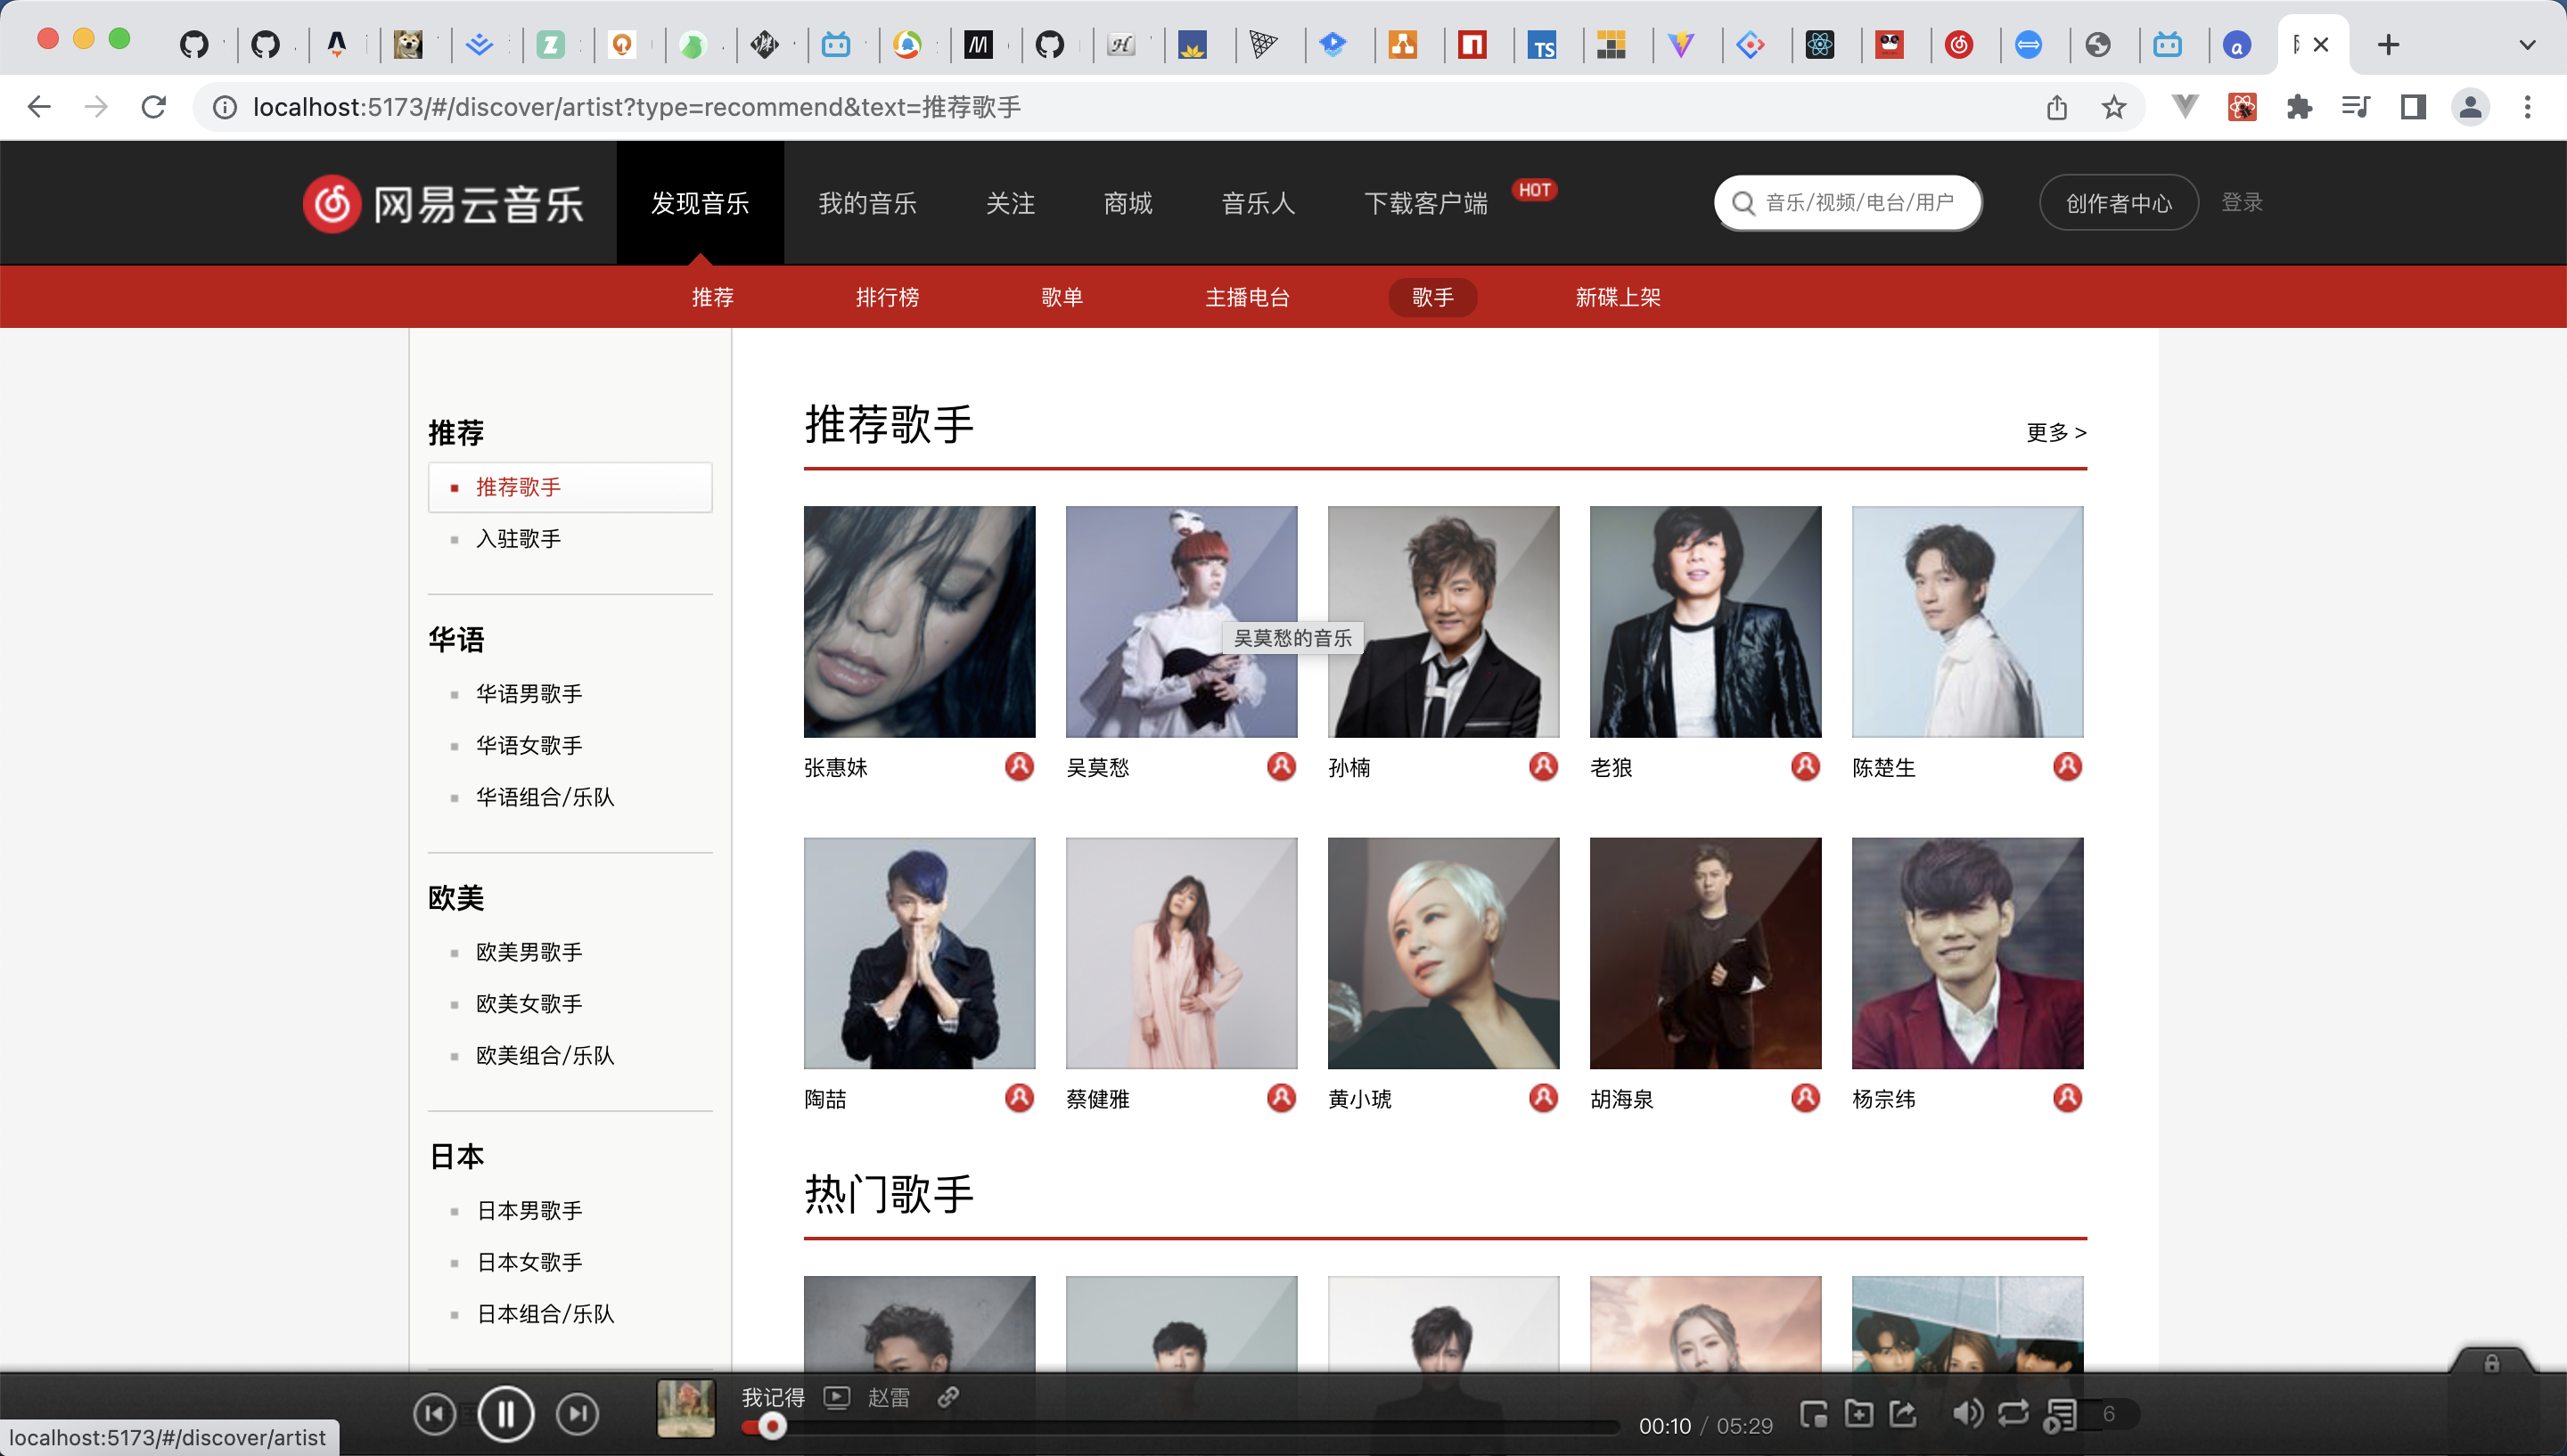 localhost:5173/#/discover/artist?type=recommend&text=推荐歌手
网易云音乐
发现音乐
我的音乐
关注
商城
音乐人
下载客户端
HOT
音乐/视频/电台/用户
创作者中心
登录
推荐
排行榜
歌单
主播电台
歌手
新碟上架
推荐
推荐歌手
入驻歌手
华语
华语男歌手
华语女歌手
华语组合/乐队
欧美
欧美男歌手
欧美女歌手
欧美组合/乐队
日本
日本男歌手
日本女歌手
日本组合/乐队
推荐歌手
更多 >
吴莫愁的音乐
张惠妹
吴莫愁
孙楠
老狼
陈楚生
陶喆
蔡健雅
黄小琥
胡海泉
杨宗纬
热门歌手
我记得
赵雷
00:10 / 05:29
6
localhost:5173/#/discover/artist